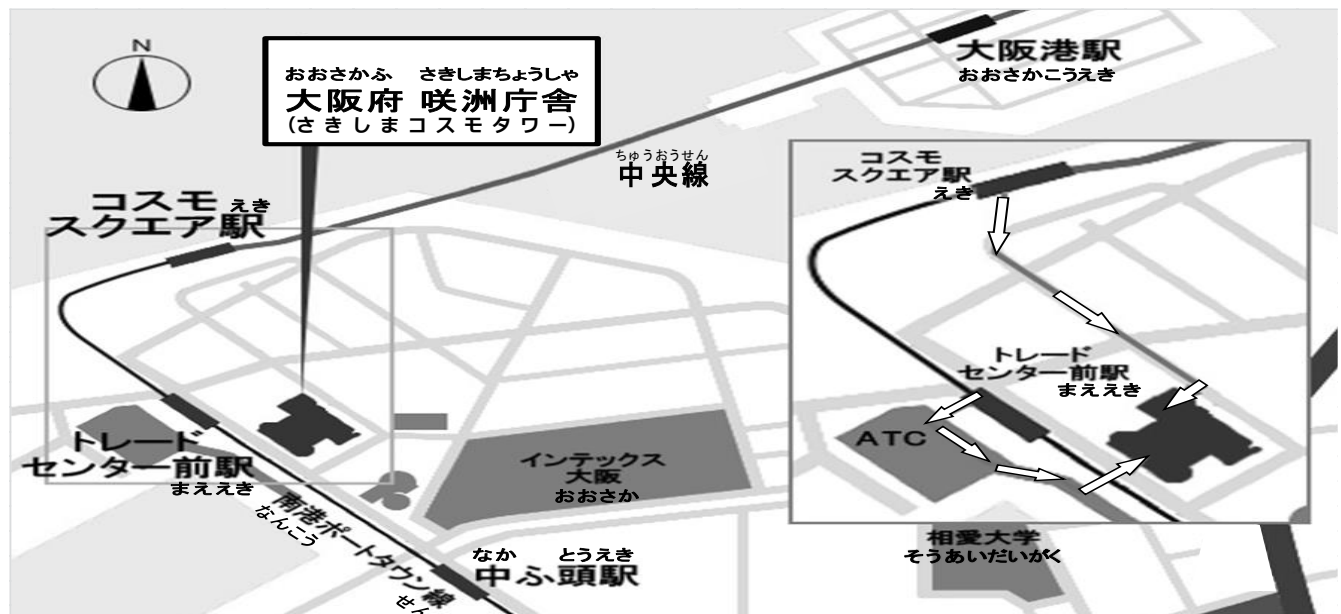 N
おおさかふ さきしまちょうしゃ
大阪府 咲洲庁舎
(さきしまコスモタワー)
大阪港駅
おおさかこうえき
ちゅうおうせん
中央線
コスモ
スクエア駅
えき
トレード
センター前駅
まええき
南港ポートタウン線
なんこう
せん
インテックス
大阪
おおさか
なか とうえき
中ふ頭駅
コスモ
スクエア駅
えき
トレード
センター前駅
まええき
ATC
相愛大学
そうあいだいがく